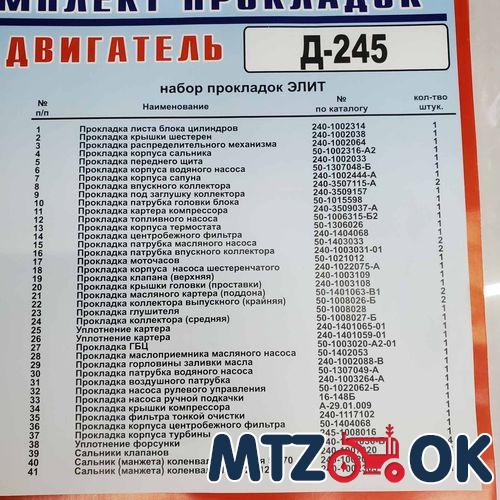 КОМПЛЕКТ ПРОКЛАДОК
ДВИГАТЕЛЬ Д-245
набор прокладок ЭЛИТ
№ п/п Наименование № по каталогу кол-тво штук.
1 Прокладка листа блока цилиндров 240-1002314 1
2 Прокладка крышки шестерен 240-1002038 1
3 Прокладка распределительного механизма 240-1002064 1
4 Прокладка корпуса сальника 50-1002316-А2 1
5 Прокладка переднего щита 240-1002033 1
6 Прокладка корпуса водяного насоса 50-1307048-Б 1
7 Прокладка корпуса сапуна 240-1002444-А 1
8 Прокладка впускного коллектора 240-3507115-А 2
9 Прокладка под заглушку коллектора 240-3509157 1
10 Прокладка патрубка головки блока 50-1015598 1
11 Прокладка картера компрессора 240-3509037-А 1
12 Прокладка топливного насоса 50-1006315-Б2 1
13 Прокладка корпуса термостата 50-1306026 1
14 Прокладка центробежного фильтра 240-1404068 1
15 Прокладка патрубка масляного насоса 50-1403033 2
16 Прокладка патрубка впускного коллектора 240-1003031-01 2
17 Прокладка моточасов 50-1021012 1
18 Прокладка корпуса насоса шестеренчатого 240-1022075-А 1
19 Прокладка клапана (верхняя) 240-1003109 1
20 Прокладка крышки головки (проставки) 240-1003108 1
21 Прокладка масляного картера (поддона) 50-1401063-В1 2
22 Прокладка коллектора выпускного (крайняя) 50-1008026-Б 2
23 Прокладка глушителя 50-1008028 1
24 Прокладка коллектора (средняя) 50-1008027-Б 1
25 Уплотнение картера 240-1401065-01 1
26 Уплотнение картера 240-1401059-01 1
27 Прокладка ГБЦ 50-1003020-А2-01 1
28 Прокладка маслоприемника масляного насоса 50-1402053 1
29 Прокладка горловины заливки масла 240-1002088-А 1
30 Прокладка патрубка водяного насоса 50-1307049-А 1
31 Прокладка воздушного патрубка 240-1003264-А 1
32 Прокладка насоса рулевого управления 50-1022062-Б 1
33 Прокладка насоса ручной подкачки 16-148Б 1
34 Прокладка крышки компрессора А-29.01.009 1
35 Прокладка фильтра тонкой очистки 240-1117102
36 Прокладка корпуса центробежного фильтра 50-1404068
37 Прокладка корпуса турбины 245-1008016
38 Уплотнение форсунки 4
39 Сальники клапанов
40 Сальник (манжета)
41 Сальник (манжета)
MTZ OK